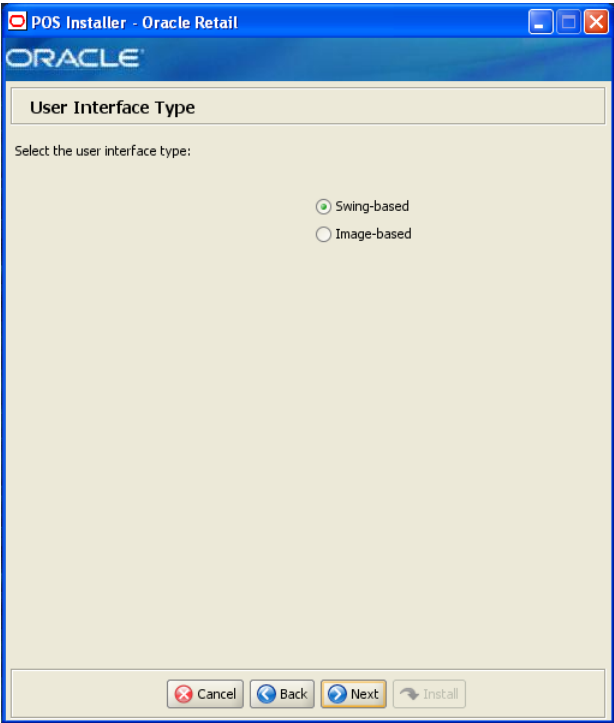 POS Installer - Oracle Retail
ORACLE
User Interface Type
Select the user interface type:
Swing-based
Image-based
Cancel Back Next Install